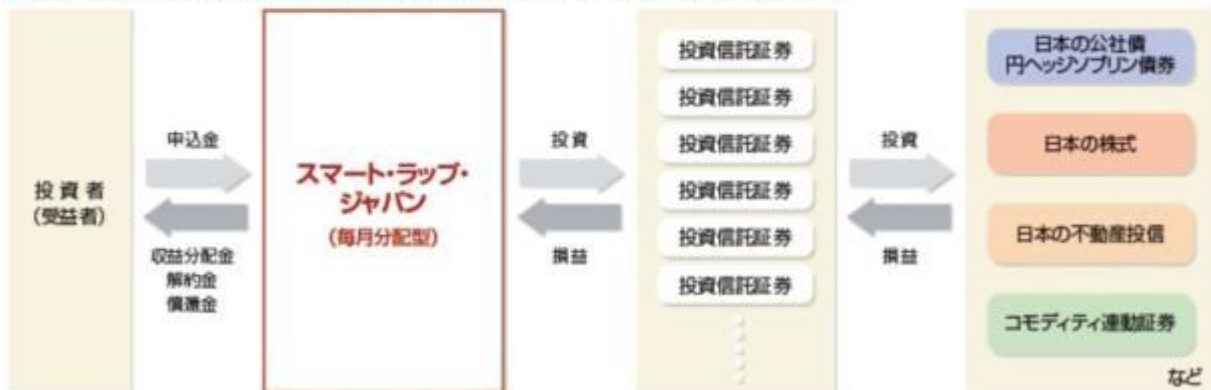 投資者
(受益者)
申込金
収益分配金
解約金
償還金
スマート・ラップ・
ジャパン
(毎月分配型)
投資
損益
投資信託証券
投資信託証券
投資信託証券
投資信託証券
投資信託証券
投資信託証券
投資
損益
日本の公社債
円ヘッジソブリン債券
日本の株式
日本の不動産投信
コモディティ連動証券
など